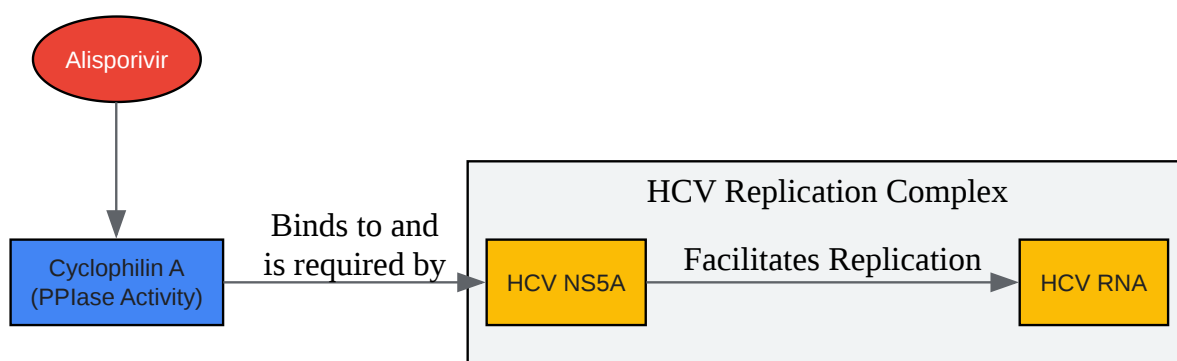 Alisporivir
HCV Replication Complex
Binds to and
is required by
Facilitates Replication
Cyclophilin A
(PPIase Activity)
HCV NS5A
HCV RNA